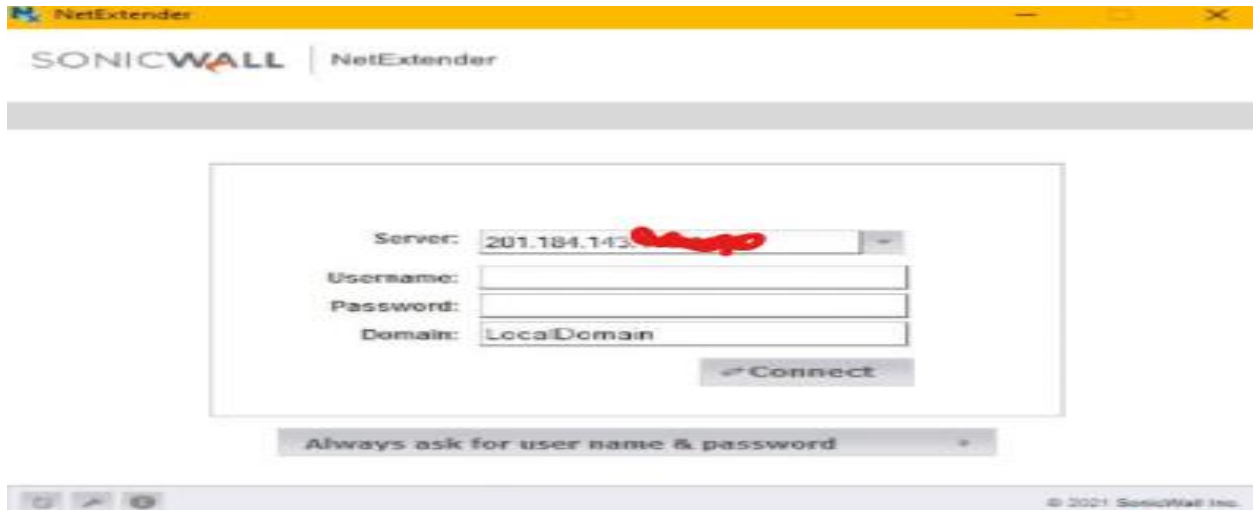 NetExtender
SONICWALL | NetExtender
Server: 201.184.143.
Username:
Password:
Domain: LocalDomain
Connect
Always ask for user name & password
© 2021 SonicWall Inc.